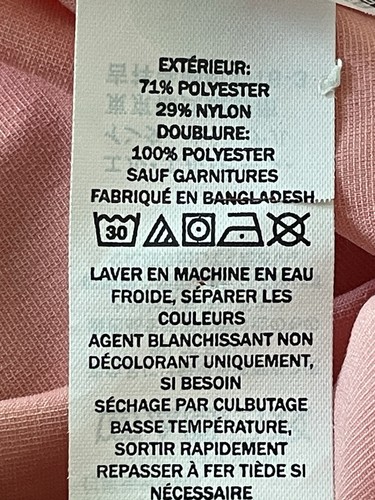 EXTÉRIEUR:
71% POLYESTER
29% NYLON
DOUBLURE:
100% POLYESTER
SAUF GARNITURES
FABRIQUÉ EN BANGLADESH
30
LAVER EN MACHINE EN EAU
FROIDE, SÉPARER LES
COULEURS
AGENT BLANCHISSANT NON
DÉCOLORANT UNIQUEMENT,
SI BESOIN
SÉCHAGE PAR CULBUTAGE
BASSE TEMPÉRATURE,
SORTIR RAPIDEMENT
REPASSER À FER TIÈDE SI
NÉCESSAIRE